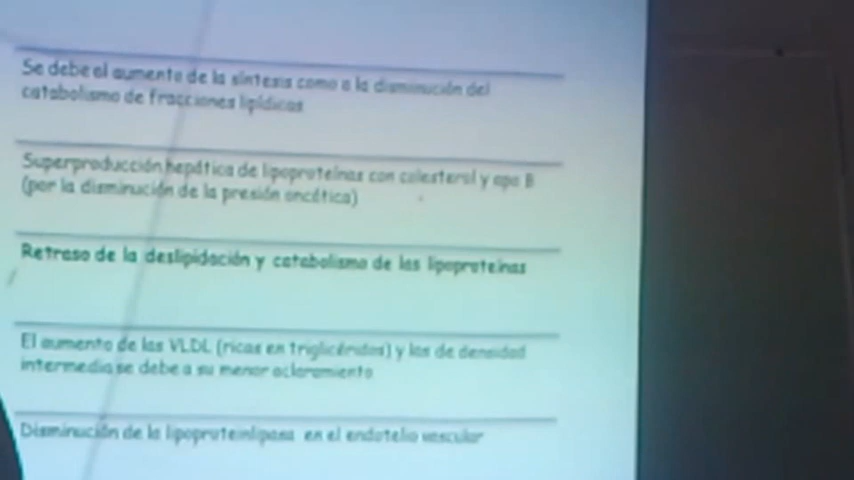 Se debe el aumento de la síntesis como a la disminución del
catabolismo de fracciones lipídicas
Superproducción hepática de lipoproteínas con colesterol y apo B
(por la disminución de la presión oncótica)
Retraso de la deslipidación y catabolismo de las lipoproteínas
El aumento de las VLDL (ricas en triglicéridos) y las de densidad
intermedia se debe a su menor aclaramiento
Disminución de la lipoproteinlipasa en el endotelio vascular